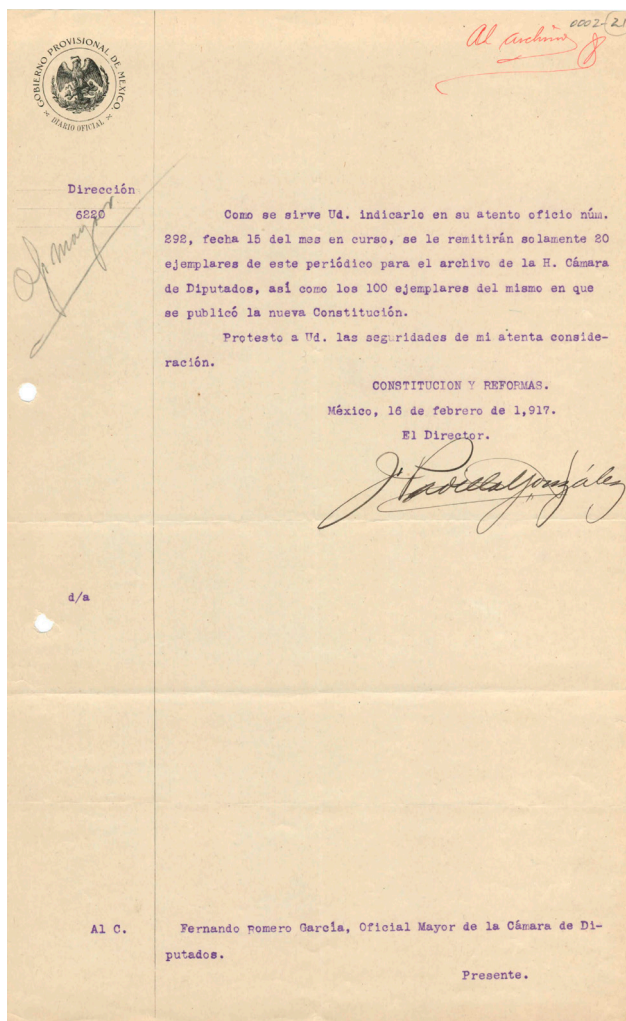 0002-21
Al archivo
GOBIERNO PROVISIONAL DE MEXICO.
DIARIO OFICIAL
Dirección
6220
Of. mayor
Como se sirve Ud. indicarlo en su atento oficio núm.
292, fecha 15 del mes en curso, se le remitirán solamente 20
ejemplares de este periódico para el archivo de la H. Cámara
de Diputados, así como los 100 ejemplares del mismo en que
se publicó la nueva Constitución.
Protesto a Ud. las seguridades de mi atenta conside-
ración.
CONSTITUCION Y REFORMAS.
México, 16 de febrero de 1,917.
El Director.
J. Padilla González
d/a
Al C. Fernando Romero García, Oficial Mayor de la Cámara de Di-
putados.
Presente.